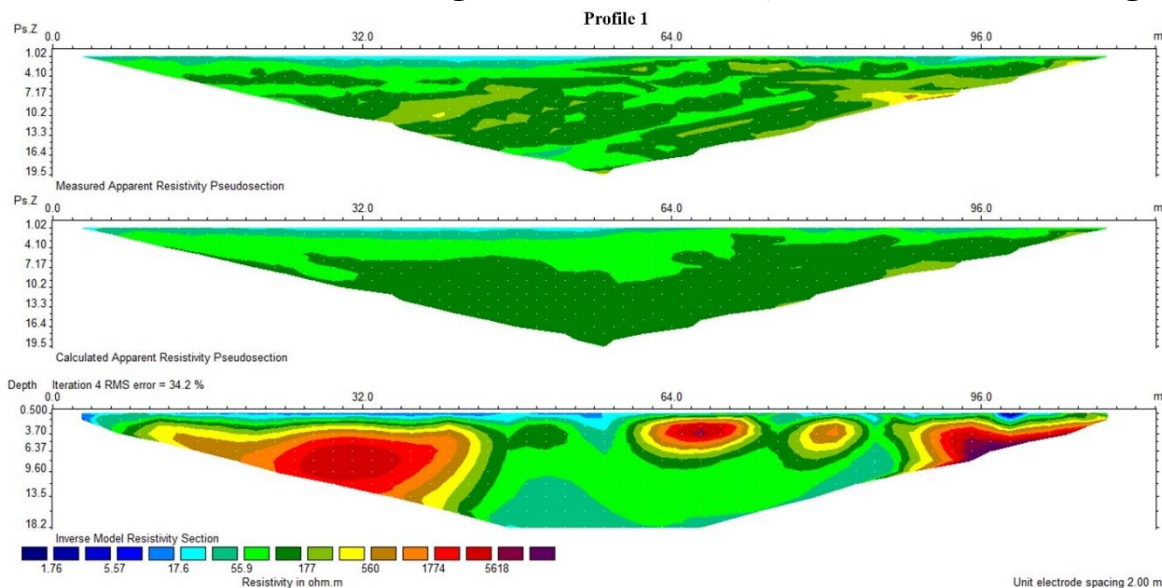 Profile 1
Ps.Z 0.0 32.0 64.0 96.0 m
1.02
4.10
7.17
10.2
13.3
16.4
19.5
Measured Apparent Resistivity Pseudosection
Ps.Z 0.0 32.0 64.0 96.0 m
1.02
4.10
7.17
10.2
13.3
16.4
19.5
Calculated Apparent Resistivity Pseudosection
Depth Iteration 4 RMS error = 34.2 %
0.0 32.0 64.0 96.0 m
0.500
3.70
6.37
9.60
13.5
18.2
Inverse Model Resistivity Section
1.76 5.57 17.6 55.9 177 560 1774 5618
Resistivity in ohm.m
Unit electrode spacing 2.00 m